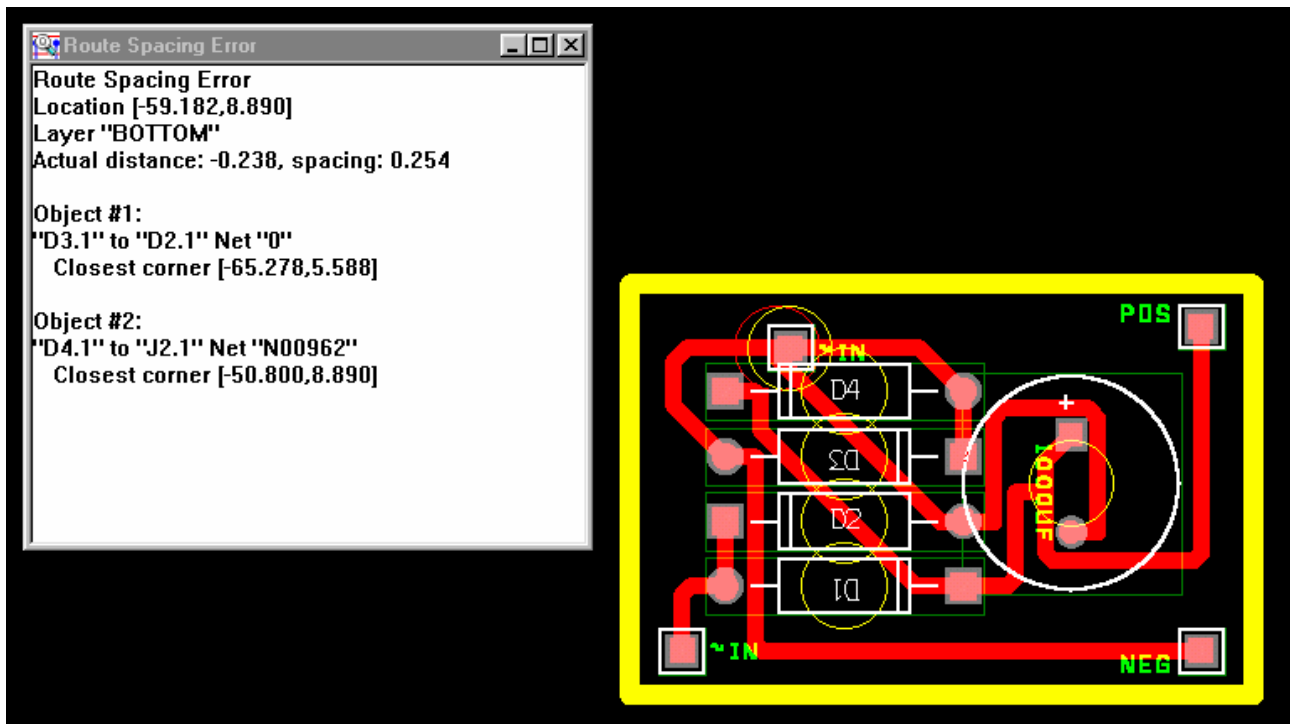 Route Spacing Error
Route Spacing Error
Location [-59.182,8.890]
Layer "BOTTOM"
Actual distance: -0.238, spacing: 0.254
Object #1:
"D3.1" to "D2.1" Net "0"
Closest corner [-65.278,5.588]
Object #2:
"D4.1" to "J2.1" Net "N00962"
Closest corner [-50.800,8.890]
POS
~IN
D4
+
D3
1000UF
D2
D1
~IN
NEG